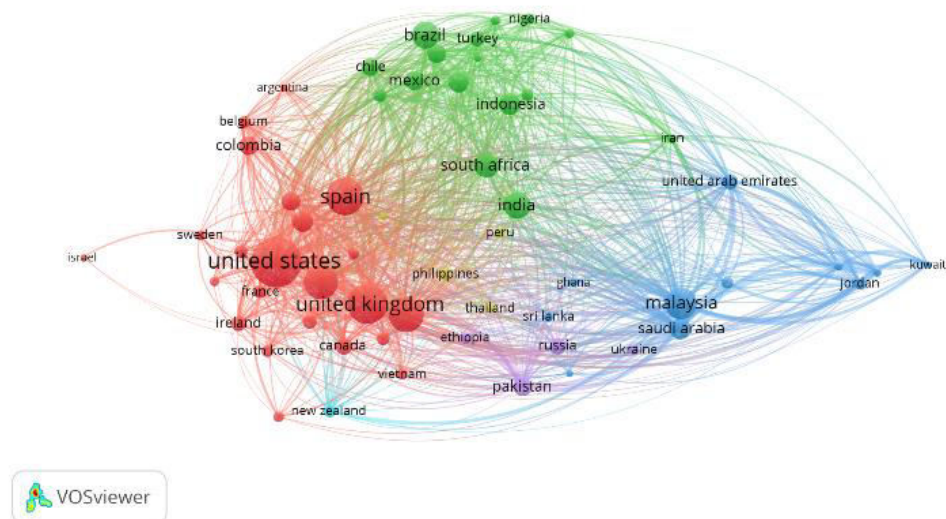 nigeria
brazil
turkey
chile
mexico
argentina
indonesia
belgium
colombia
iran
south africa
united arab emirates
spain
india
peru
sweden
israel
united states
kuwait
philippines
ghana
jordan
france
united kingdom
malaysia
thailand
sri lanka
ireland
saudi arabia
ethiopia
canada
russia
ukraine
south korea
vietnam
pakistan
new zealand
VOSviewer